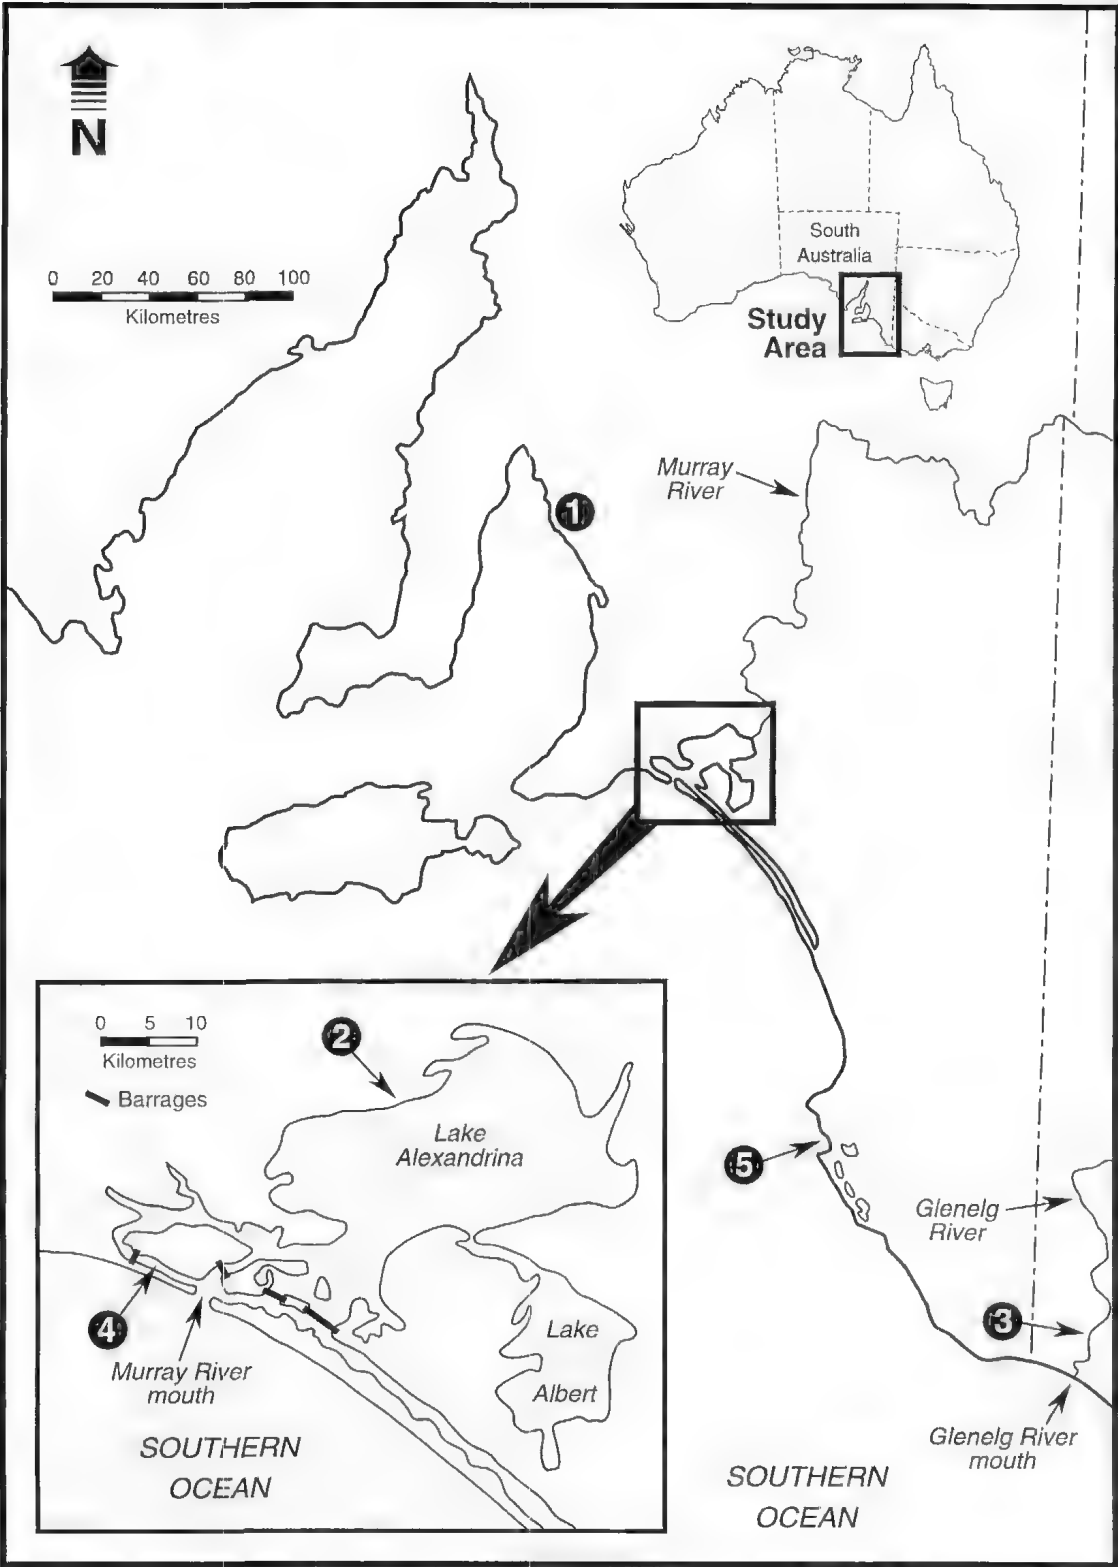 N
0 20 40 60 80 100
Kilometres
South
Australia
Study
Area
Murray
River
1
0 5 10
Kilometres
Barrages
2
Lake
Alexandrina
4
Murray River
mouth
Lake
Albert
SOUTHERN
OCEAN
5
Glenelg
River
3
Glenelg River
mouth
SOUTHERN
OCEAN